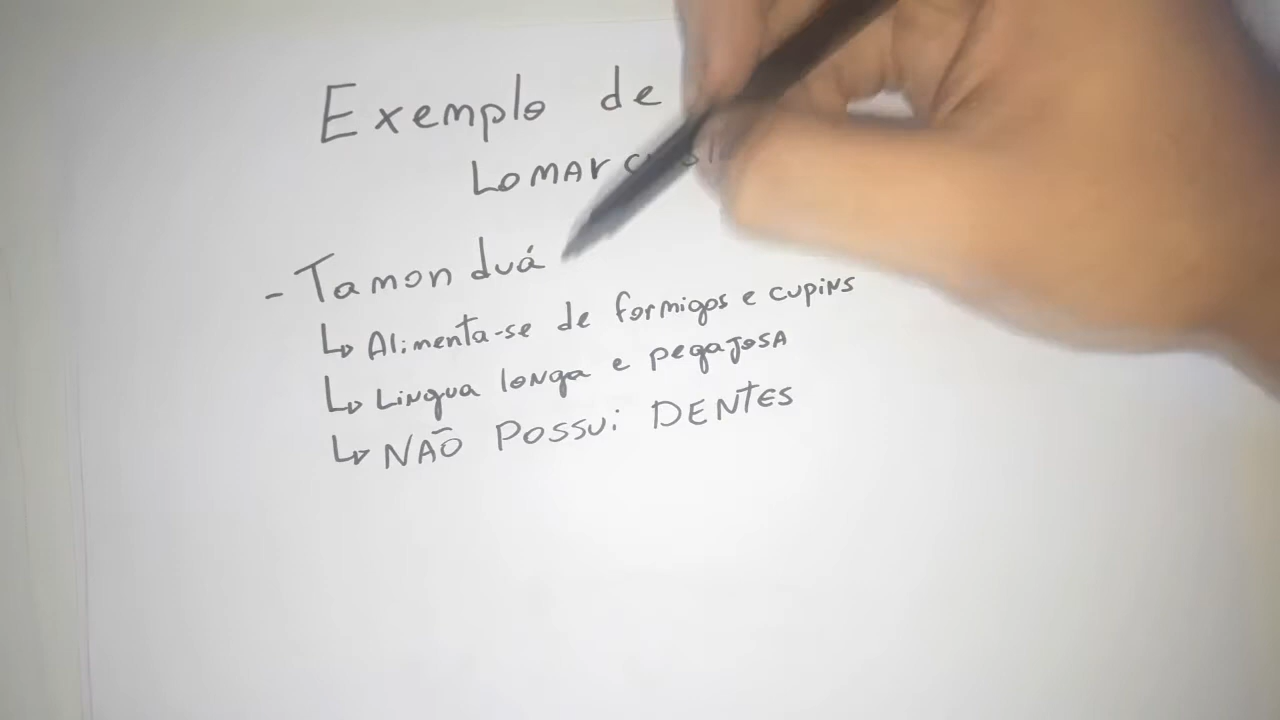 Exemplo de
- Tamonduá
↳ Alimenta-se de formigos e cupins
↳ Lingua longa e pegajosa
↳ NÃO POSSUi DENTES